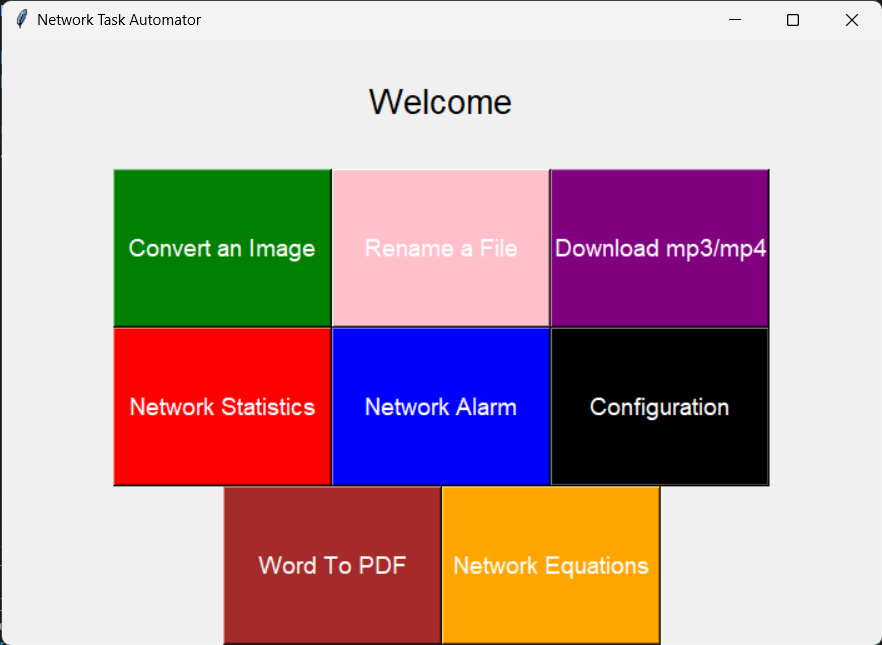 Network Task Automator
Welcome
Convert an Image
Rename a File
Download mp3/mp4
Network Statistics
Network Alarm
Configuration
Word To PDF
Network Equations